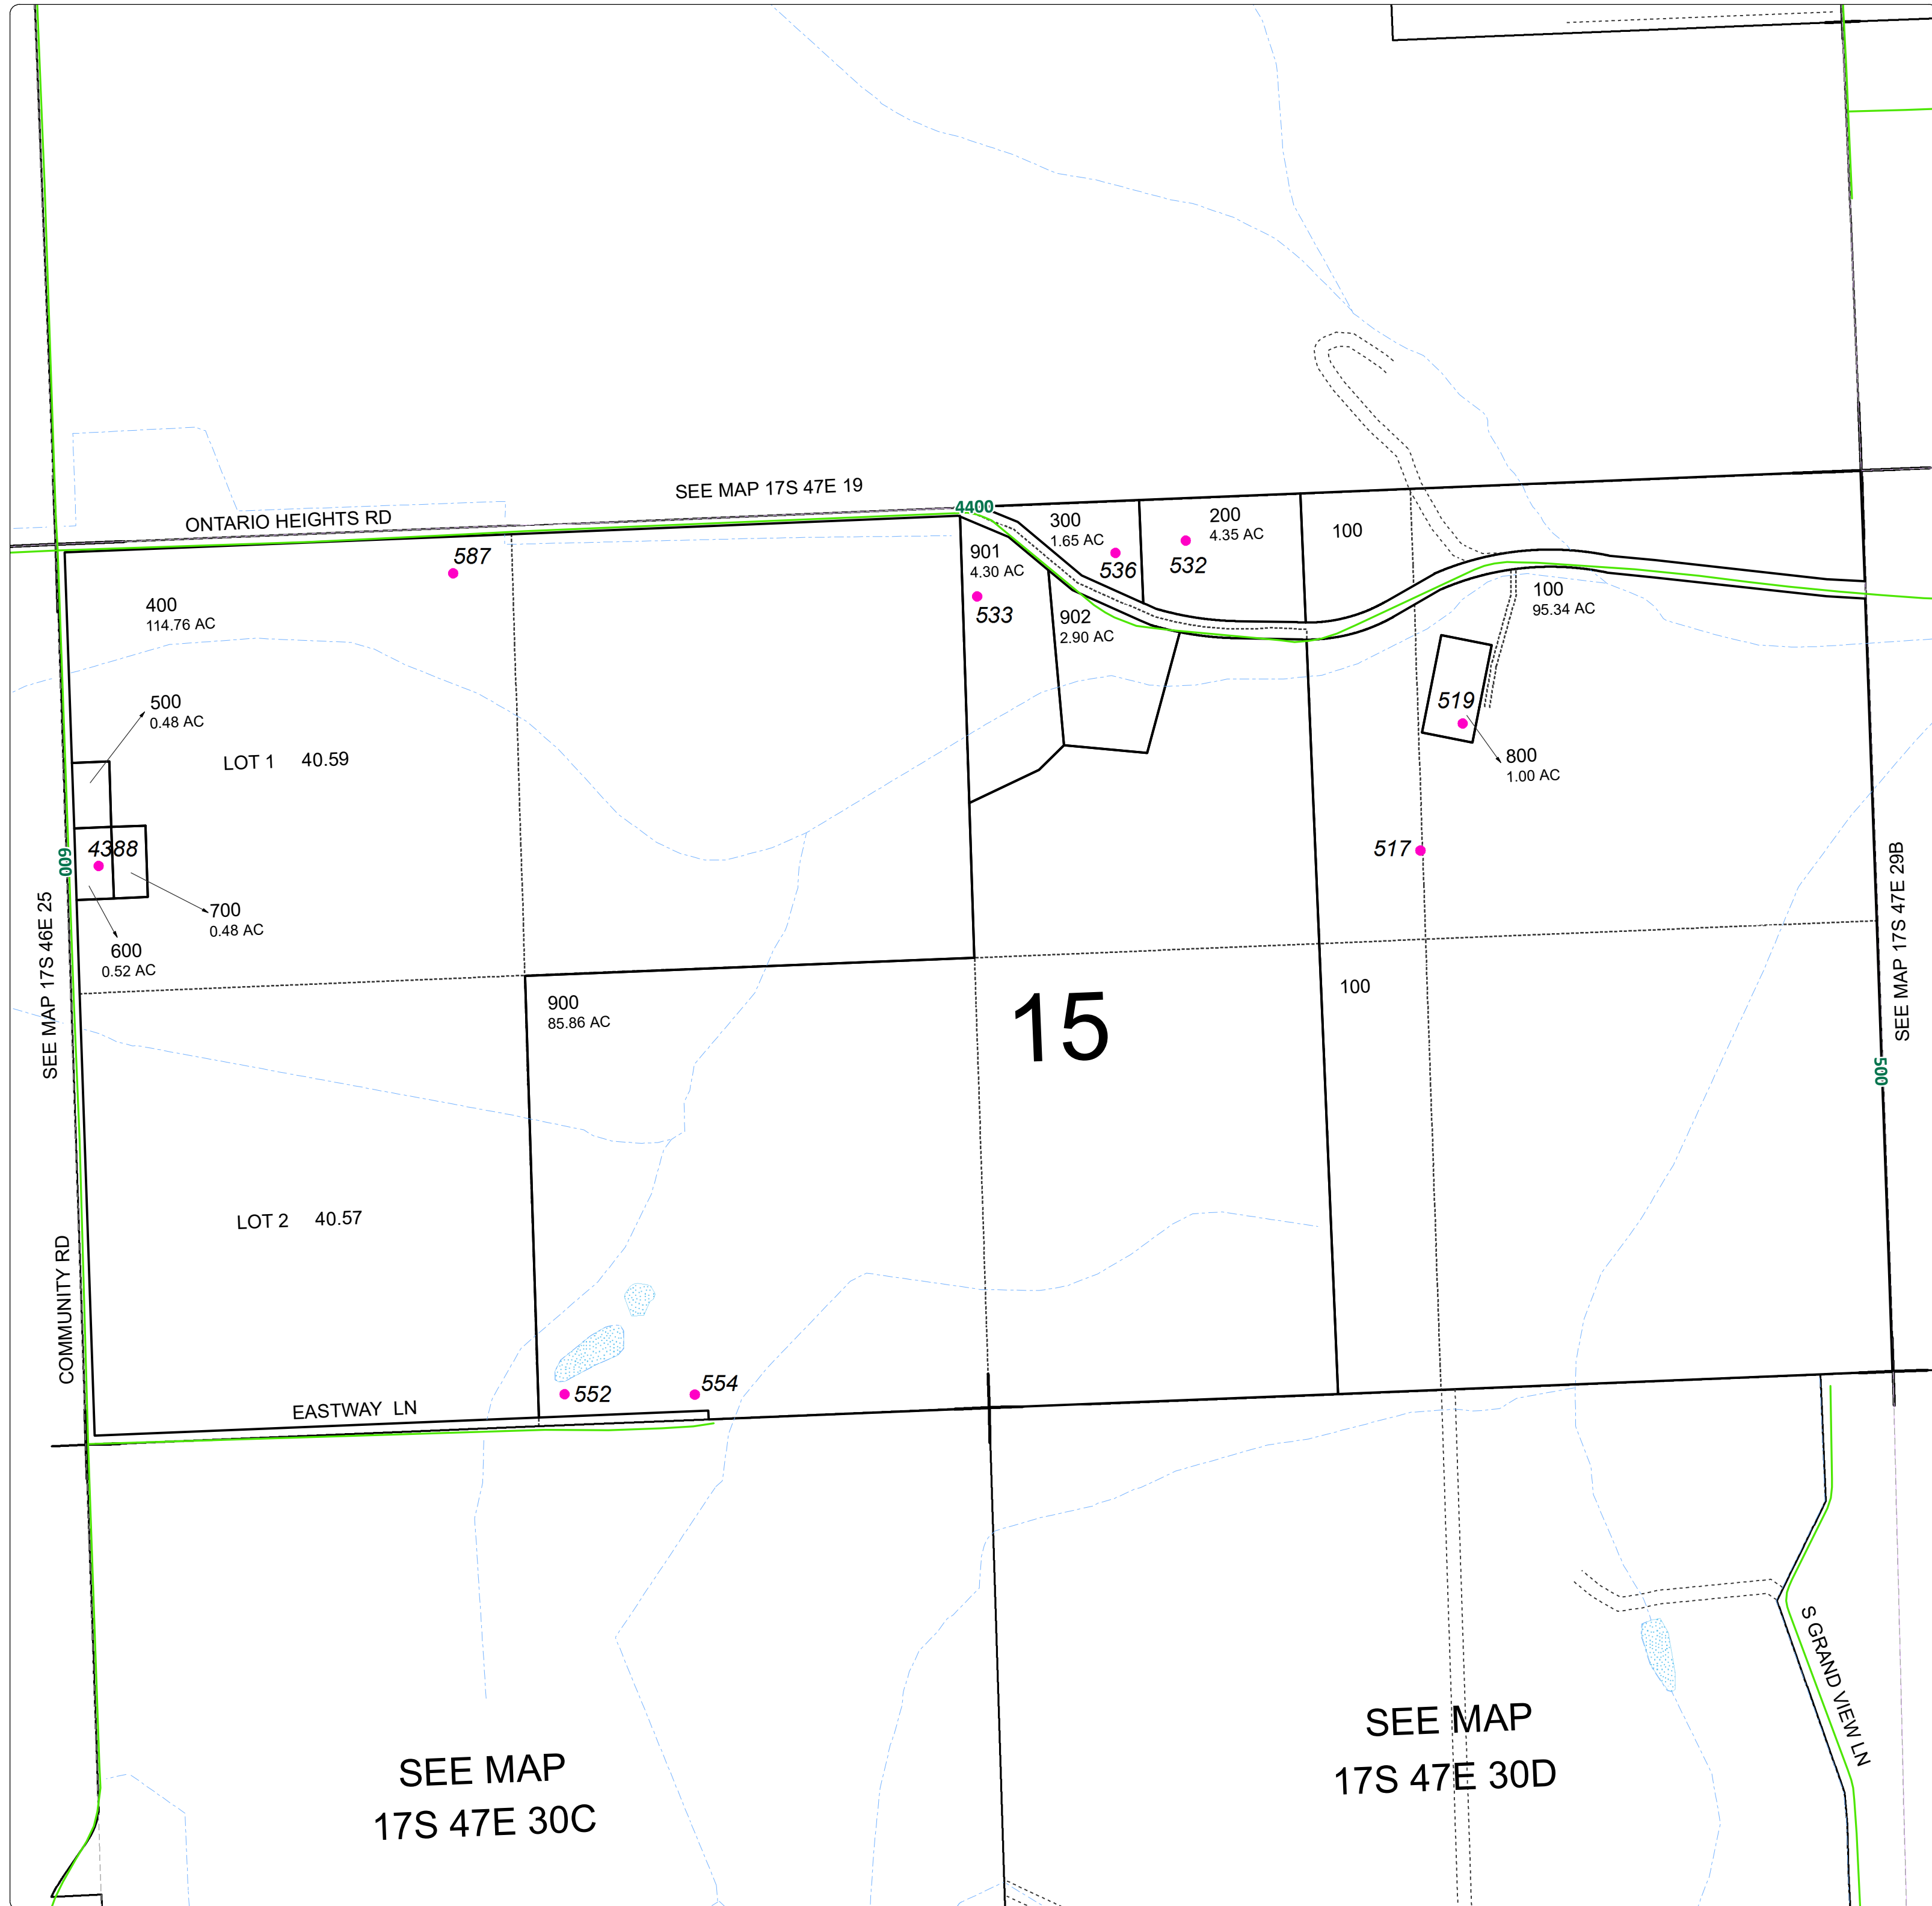 SEE MAP 17S 47E 19
ONTARIO HEIGHTS RD
4400
300
1.65 AC
200
4.35 AC
100
587
901
4.30 AC
536
532
533
902
2.90 AC
100
95.34 AC
400
114.76 AC
500
0.48 AC
LOT 1 40.59
519
800
1.00 AC
517
4388
600
700
0.48 AC
600
0.52 AC
SEE MAP 17S 46E 25
SEE MAP 17S 47E 29B
900
85.86 AC
15
100
500
LOT 2 40.57
COMMUNITY RD
552
554
EASTWAY LN
S GRAND VIEW LN
SEE MAP
17S 47E 30C
SEE MAP
17S 47E 30D